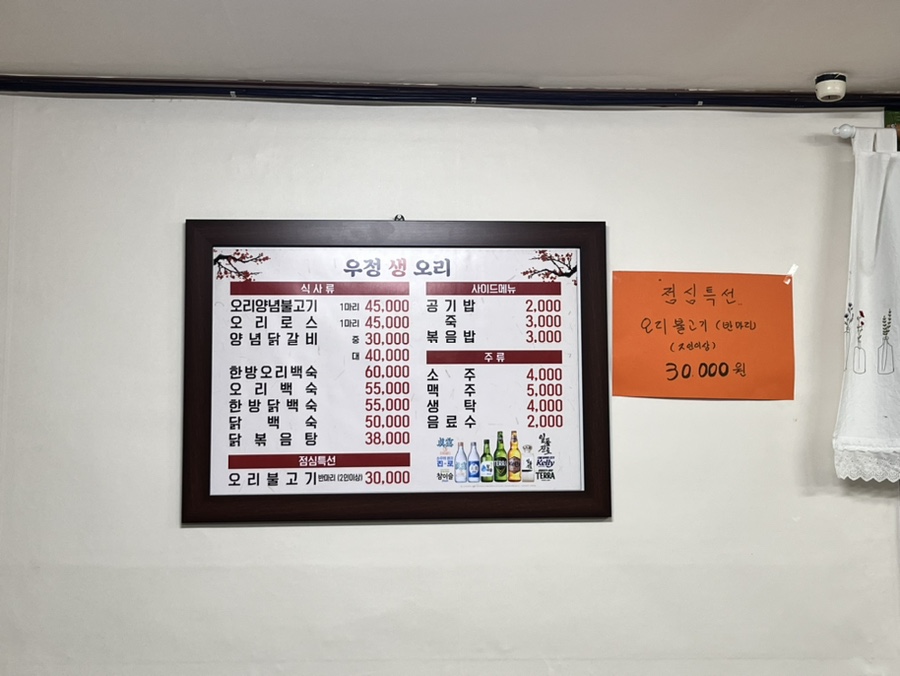 우정 생 오리
식사류
오리양념불고기 1마리 45,000
오리로스 1마리 45,000
양념닭갈비 중 30,000
대 40,000
한방오리백숙 60,000
오리백숙 55,000
한방닭백숙 55,000
닭백숙 50,000
닭볶음탕 38,000
점심특선
오리불고기 반마리 (2인이상) 30,000
사이드메뉴
공기밥 2,000
죽 3,000
볶음밥 3,000
주류
소주 4,000
맥주 5,000
생탁 4,000
음료수 2,000
진로
참이슬
Kelly
TERRA
점심특선
오리불고기 (반마리)
(2인이상)
30.000원